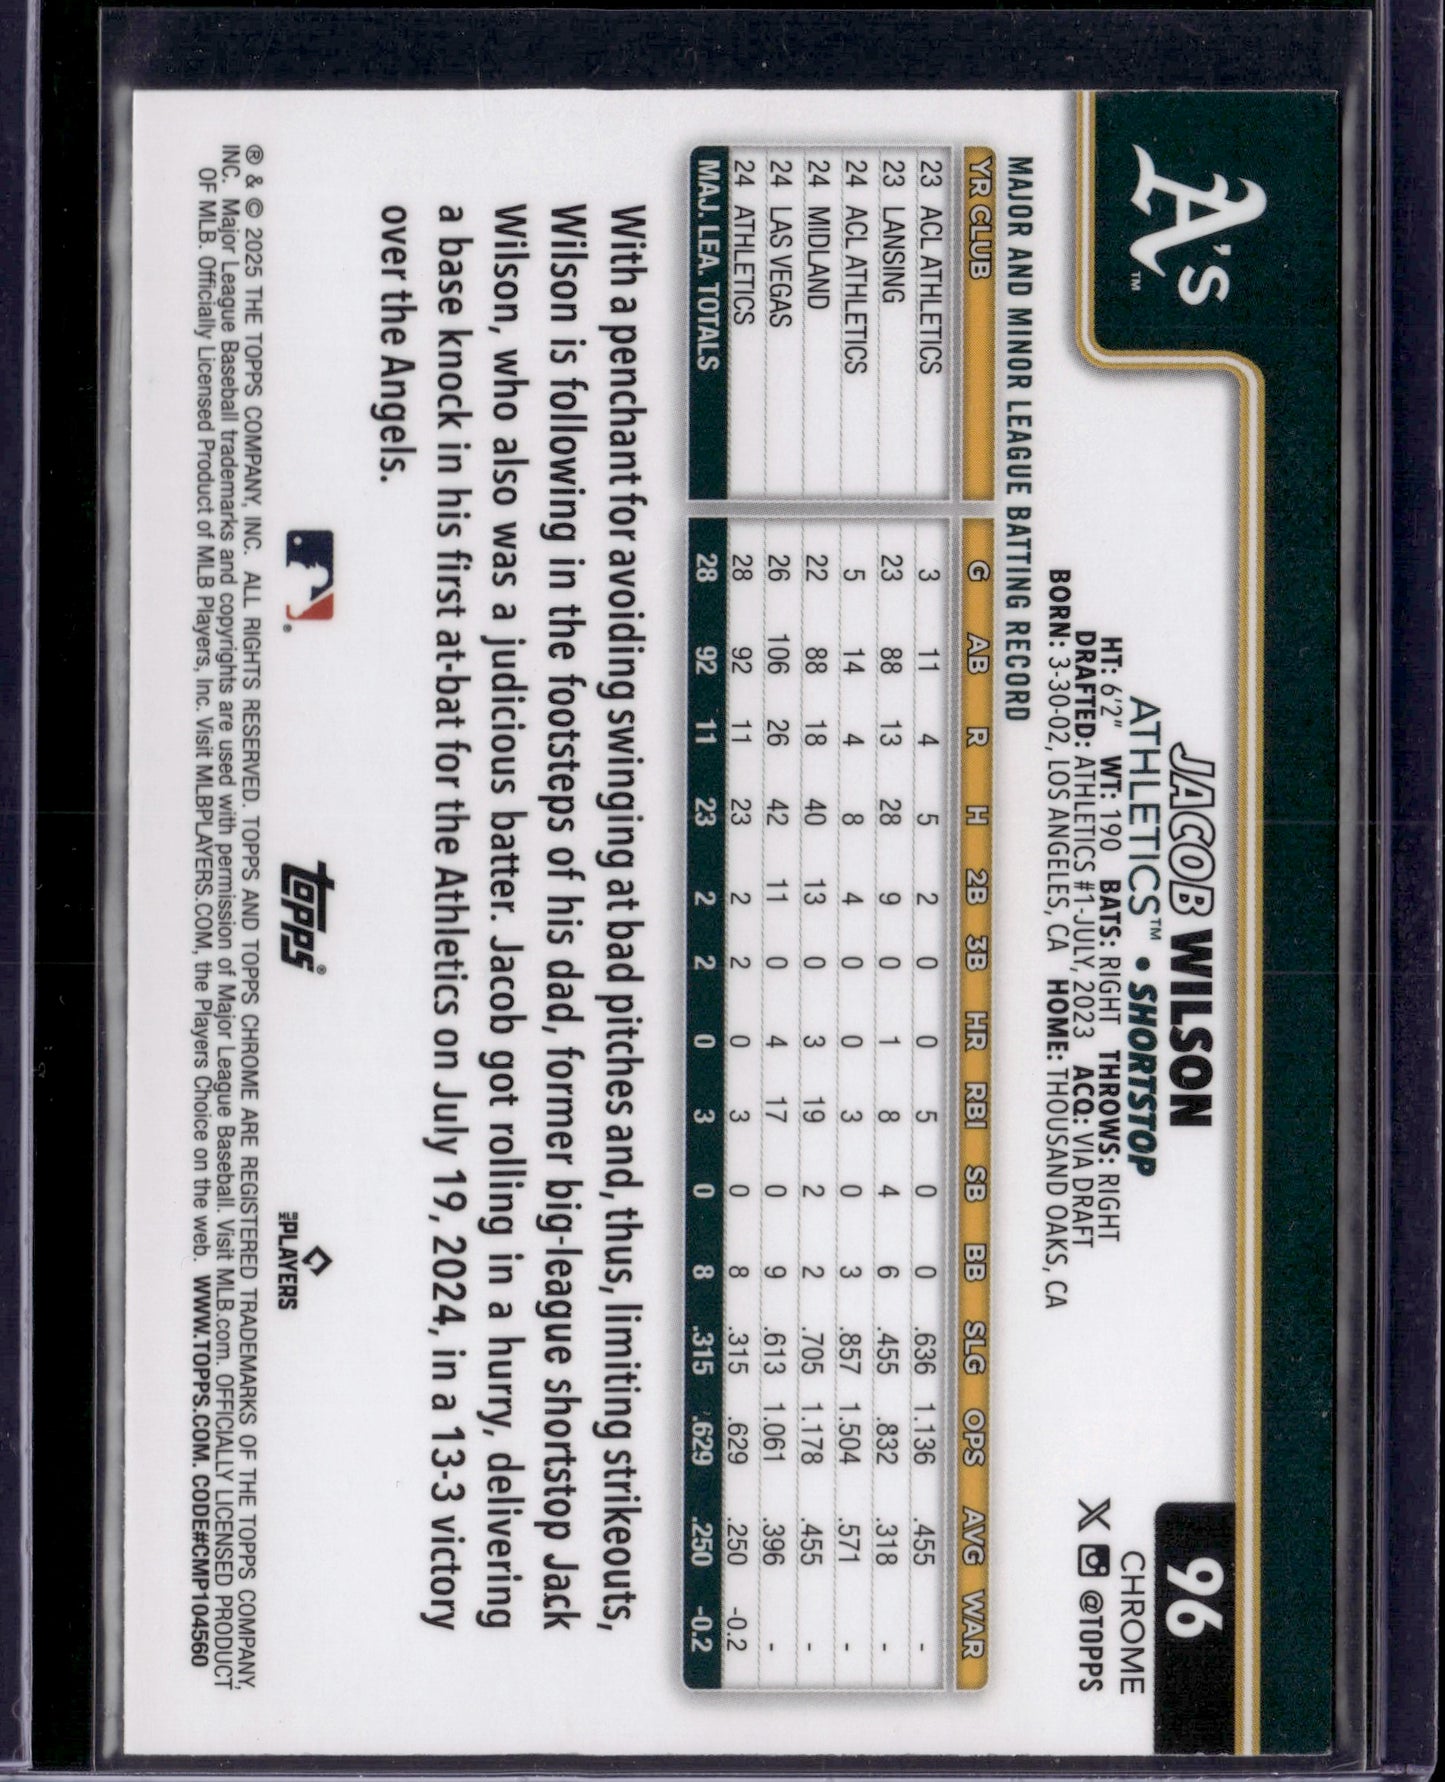 A's™
96
CHROME
@TOPPS
JACOB WILSON
ATHLETICS™ • SHORTSTOP
HT: 6'2" WT: 190 BATS: RIGHT THROWS: RIGHT
DRAFTED: ATHLETICS #1-JULY, 2023 ACQ: VIA DRAFT
BORN: 3-30-02, LOS ANGELES, CA HOME: THOUSAND OAKS, CA
MAJOR AND MINOR LEAGUE BATTING RECORD
YR CLUB G AB R H 2B 3B HR RBI SB BB SLG OPS AVG WAR
23 ACL ATHLETICS 3 11 4 5 2 0 0 5 0 0 .636 1.136 .455 -
23 LANSING 23 88 13 28 9 0 1 8 4 6 .455 .832 .318 -
24 ACL ATHLETICS 5 14 4 8 4 0 0 3 0 3 .857 1.504 .571 -
24 MIDLAND 22 88 18 40 13 0 3 19 2 2 .705 1.178 .455 -
24 LAS VEGAS 26 106 26 42 11 0 4 17 0 9 .613 1.061 .396 -
24 ATHLETICS 28 92 11 23 2 2 0 3 0 8 .315 .629 .250 -0.2
MAJ. LEA. TOTALS 28 92 11 23 2 2 0 3 0 8 .315 .629 .250 -0.2
With a penchant for avoiding swinging at bad pitches and, thus, limiting strikeouts,
Wilson is following in the footsteps of his dad, former big-league shortstop Jack
Wilson, who also was a judicious batter. Jacob got rolling in a hurry, delivering
a base knock in his first at-bat for the Athletics on July 19, 2024, in a 13-3 victory
over the Angels.
topps®
PLAYERS
® & © 2025 THE TOPPS COMPANY, INC. ALL RIGHTS RESERVED. TOPPS AND TOPPS CHROME ARE REGISTERED TRADEMARKS OF THE TOPPS COMPANY,
INC. Major League Baseball trademarks and copyrights are used with permission of Major League Baseball. Visit MLB.com. OFFICIALLY LICENSED PRODUCT
OF MLB. Officially Licensed Product of MLB Players, Inc. Visit MLBPLAYERS.COM, the Players Choice on the web. WWW.TOPPS.COM. CODE#CMP104560